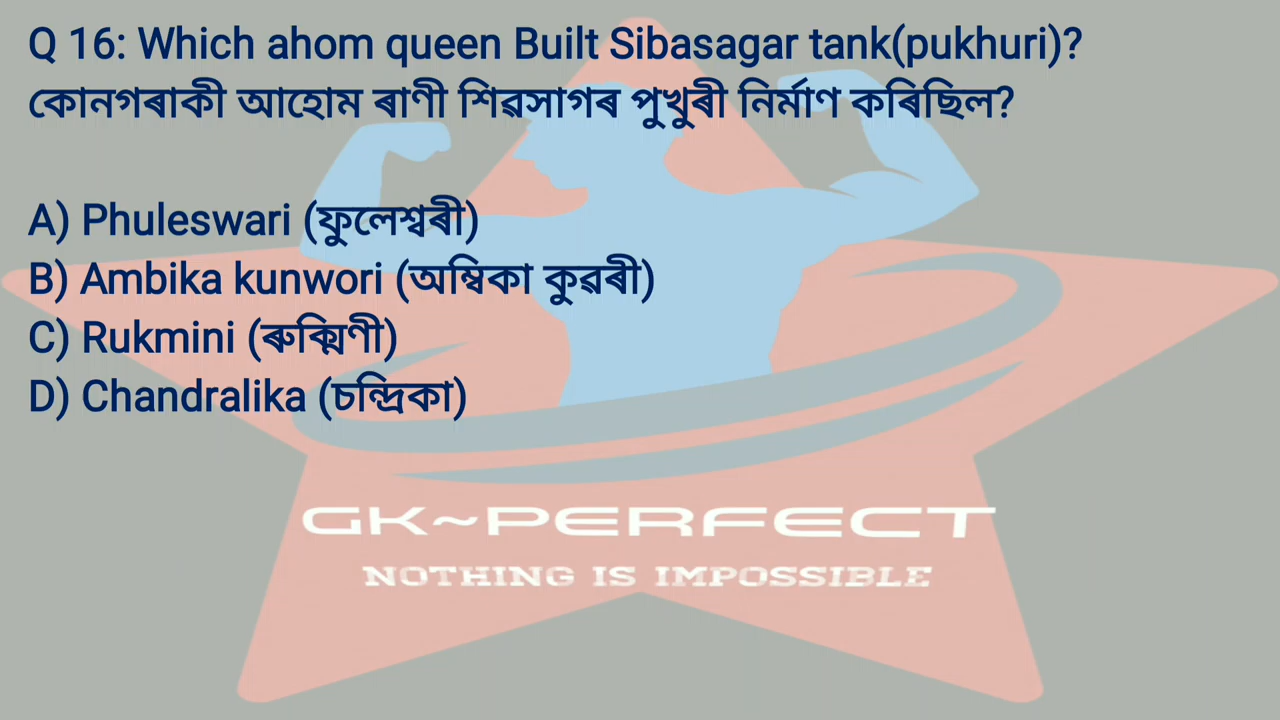 Q 16: Which ahom queen Built Sibasagar tank(pukhuri)?
কোনগৰাকী আহোম ৰাণী শিৱসাগৰ পুখুৰী নিৰ্মাণ কৰিছিল?
A) Phuleswari (ফুলেশ্বৰী)
B) Ambika kunwori (অম্বিকা কুৱৰী)
C) Rukmini (ৰুক্মিণী)
D) Chandralika (চন্দ্ৰিকা)
GK~PERFECT
NOTHING IS IMPOSSIBLE